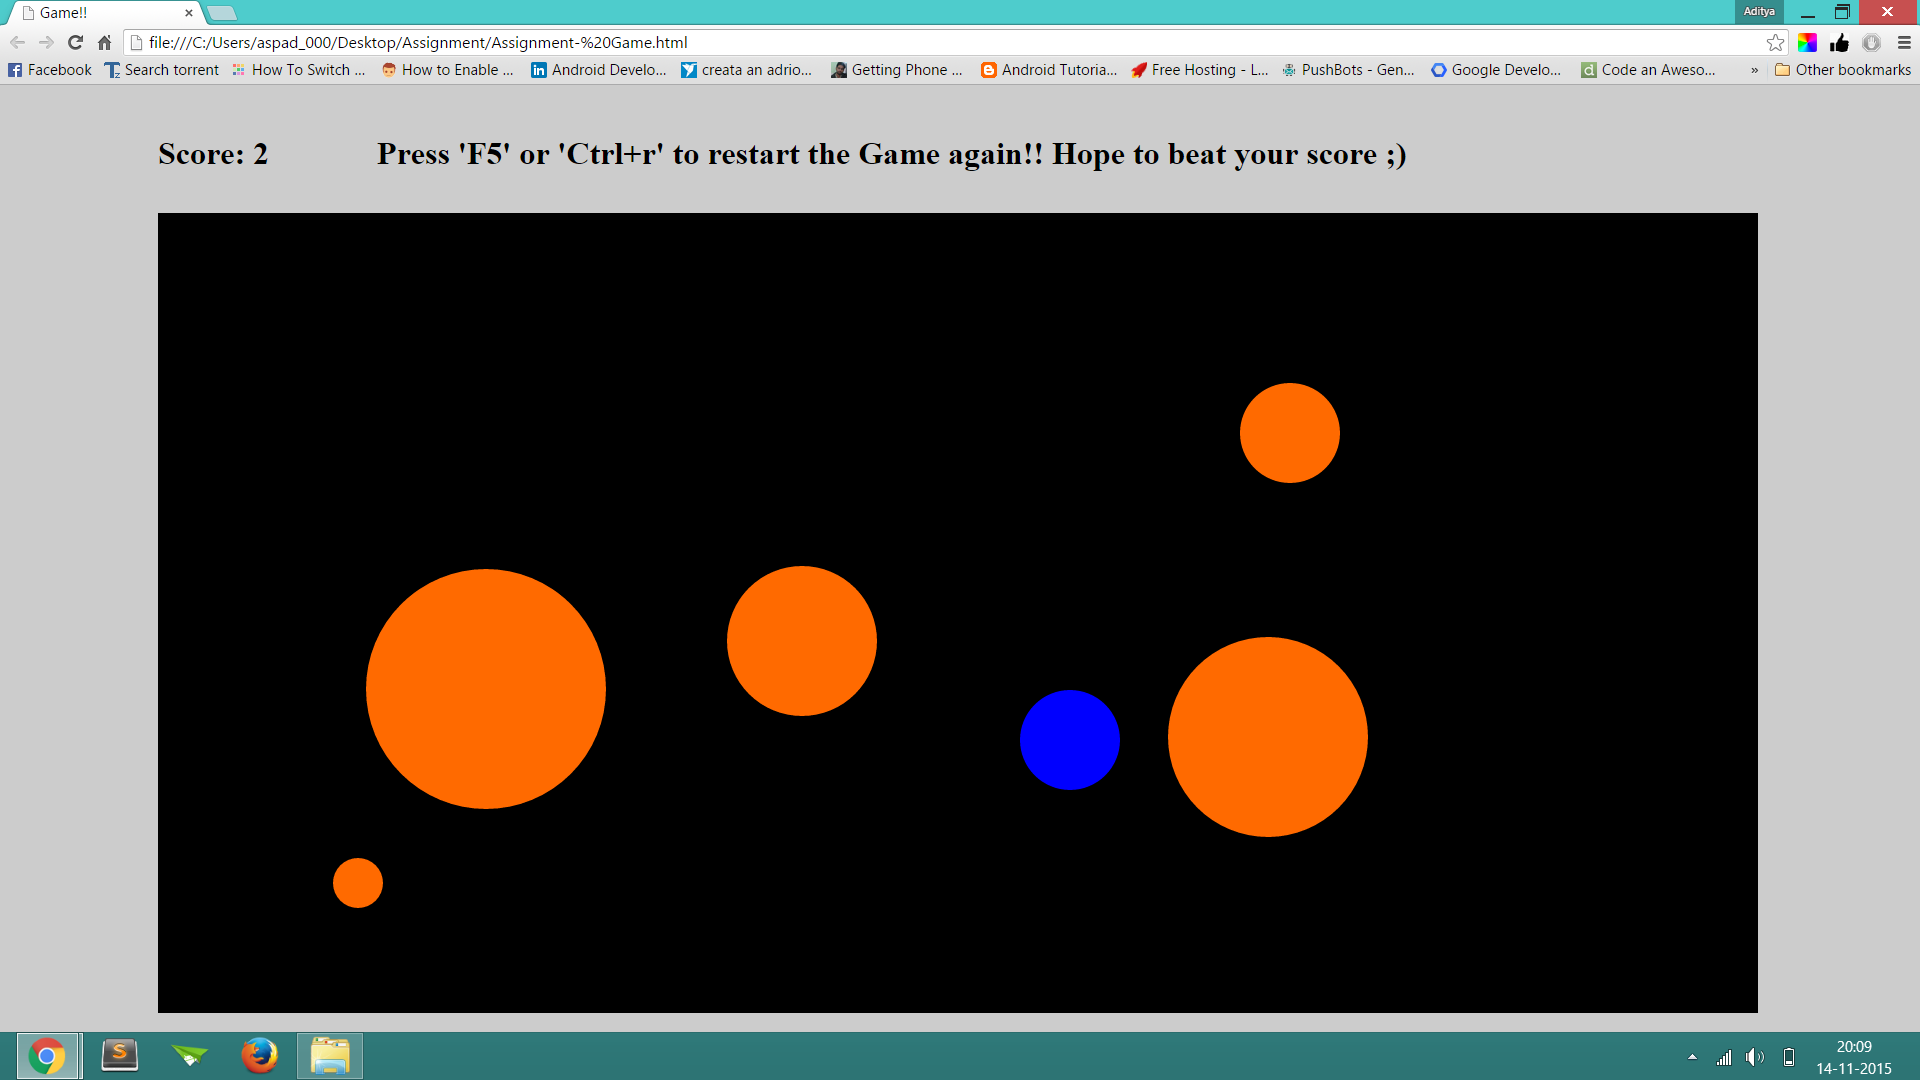 Game!!
Aditya
file:///C:/Users/aspad_000/Desktop/Assignment/Assignment-%20Game.html
Facebook Search torrent How To Switch ... How to Enable ... Android Develo... creata an adrio... Getting Phone ... Android Tutoria... Free Hosting - L... PushBots - Gen... Google Develo... Code an Aweso... » Other bookmarks
Score: 2 Press 'F5' or 'Ctrl+r' to restart the Game again!! Hope to beat your score ;)
20:09
14-11-2015